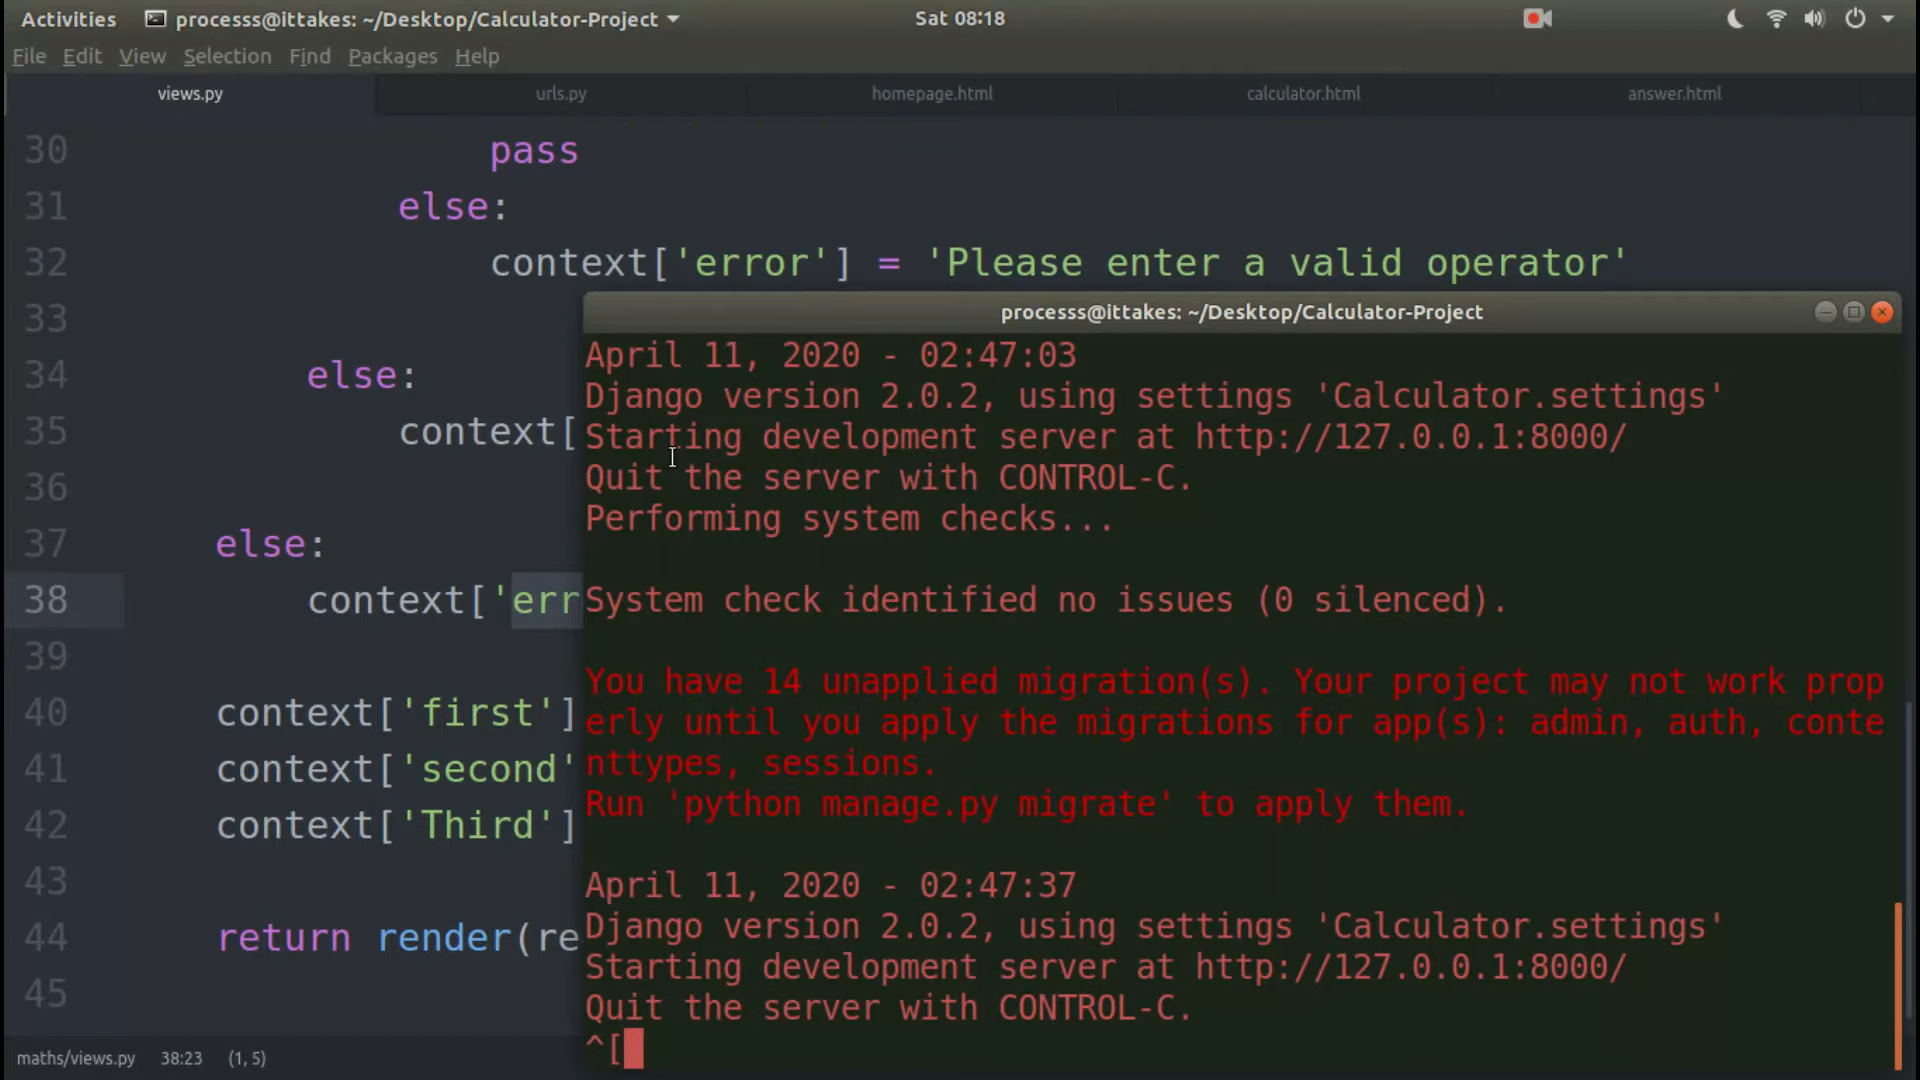 Activities processs@ittakes: ~/Desktop/Calculator-Project Sat 08:18
File Edit View Selection Find Packages Help
views.py urls.py homepage.html calculator.html answer.html
30 pass
31 else:
32 context['error'] = 'Please enter a valid operator'
33
34 else:
35 context[
36
37 else:
38 context['err
39
40 context['first']
41 context['second'
42 context['Third']
43
44 return render(re
45
maths/views.py 38:23 (1, 5)
processs@ittakes: ~/Desktop/Calculator-Project
April 11, 2020 - 02:47:03
Django version 2.0.2, using settings 'Calculator.settings'
Starting development server at http://127.0.0.1:8000/
Quit the server with CONTROL-C.
Performing system checks...
System check identified no issues (0 silenced).
You have 14 unapplied migration(s). Your project may not work prop
erly until you apply the migrations for app(s): admin, auth, conte
nttypes, sessions.
Run 'python manage.py migrate' to apply them.
April 11, 2020 - 02:47:37
Django version 2.0.2, using settings 'Calculator.settings'
Starting development server at http://127.0.0.1:8000/
Quit the server with CONTROL-C.
^[